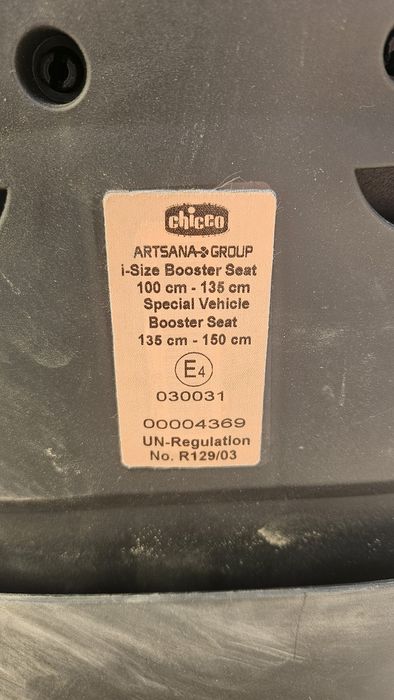 chicco
ARTSANA GROUP
i-Size Booster Seat
100 cm - 135 cm
Special Vehicle
Booster Seat
135 cm - 150 cm
E4
030031
00004369
UN-Regulation
No. R129/03